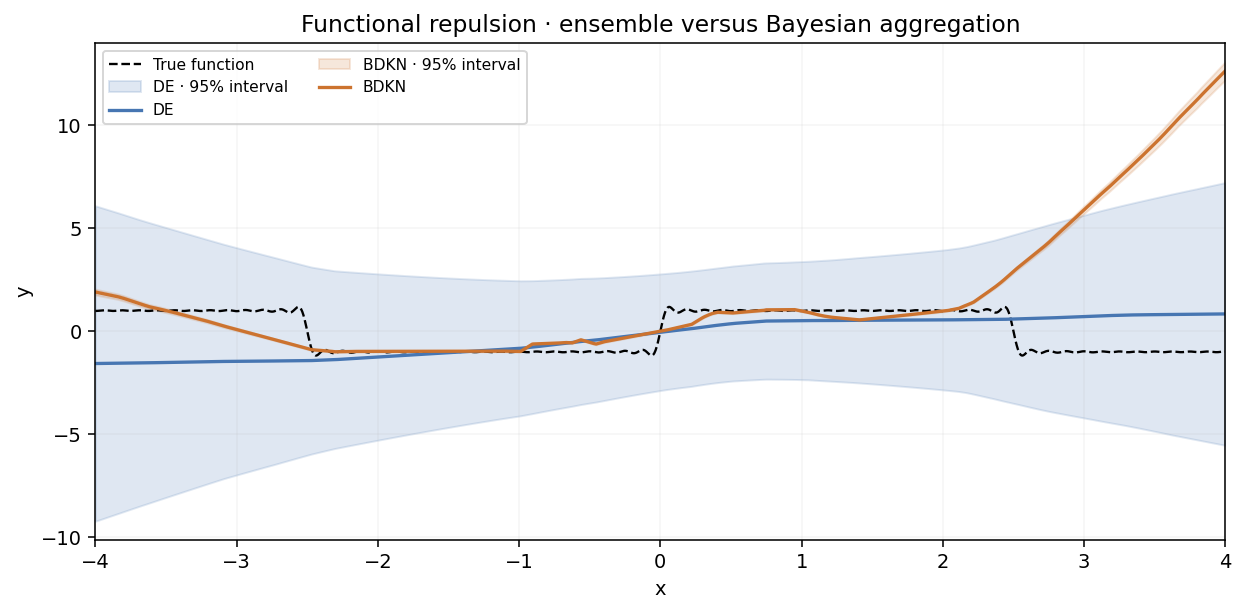 Functional repulsion · ensemble versus Bayesian aggregation
True function
DE · 95% interval
DE
BDKN · 95% interval
BDKN
y
10
5
0
−5
−10
−4
−3
−2
−1
0
1
2
3
4
x